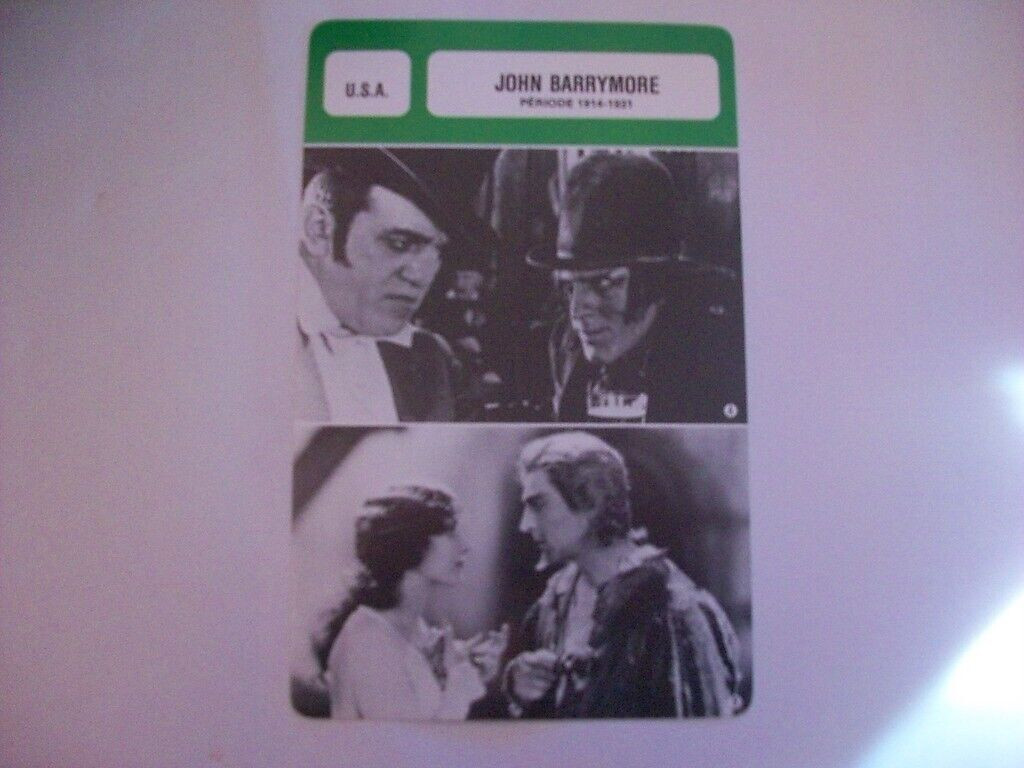 U.S.A.
JOHN BARRYMORE
PÉRIODE 1914-1931